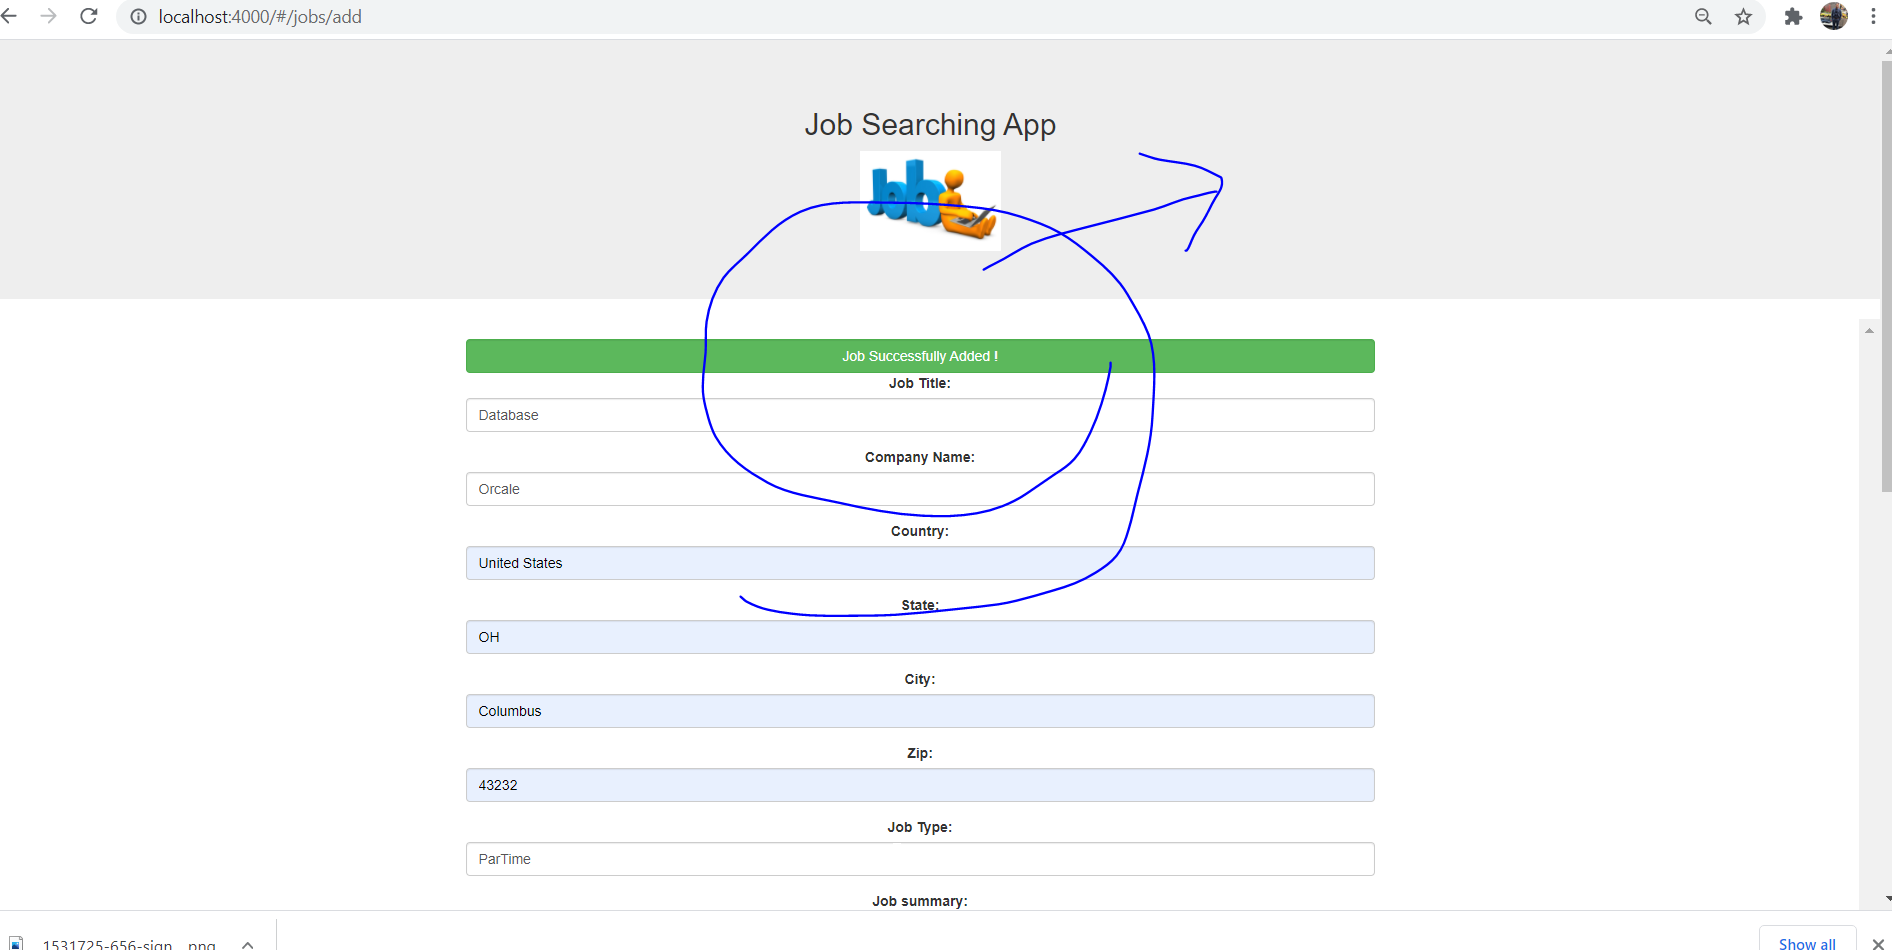 localhost:4000/#/jobs/add
Job Searching App
Job
Job Successfully Added !
Job Title:
Database
Company Name:
Orcale
Country:
United States
State:
OH
City:
Columbus
Zip:
43232
Job Type:
ParTime
Job summary:
1531725-656-sign....png
Show all